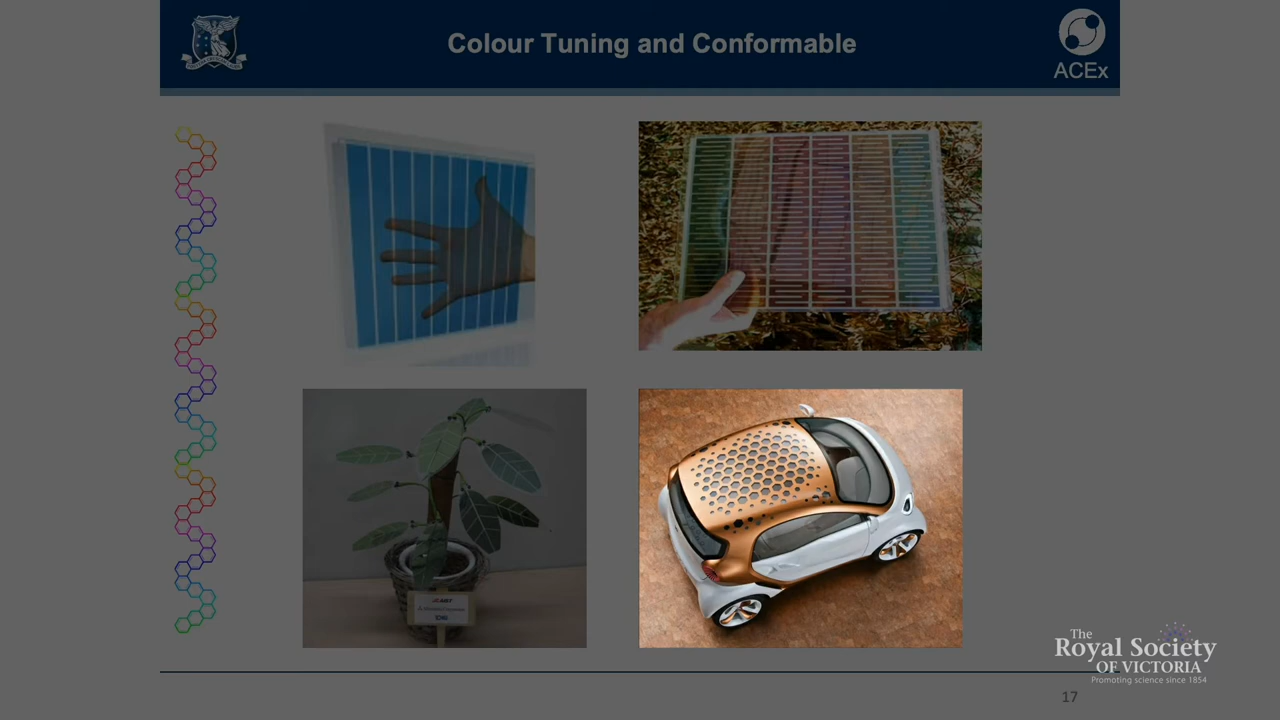 Colour Tuning and Conformable
ACEx
The
Royal Society
OF VICTORIA
Promoting science since 1854
17